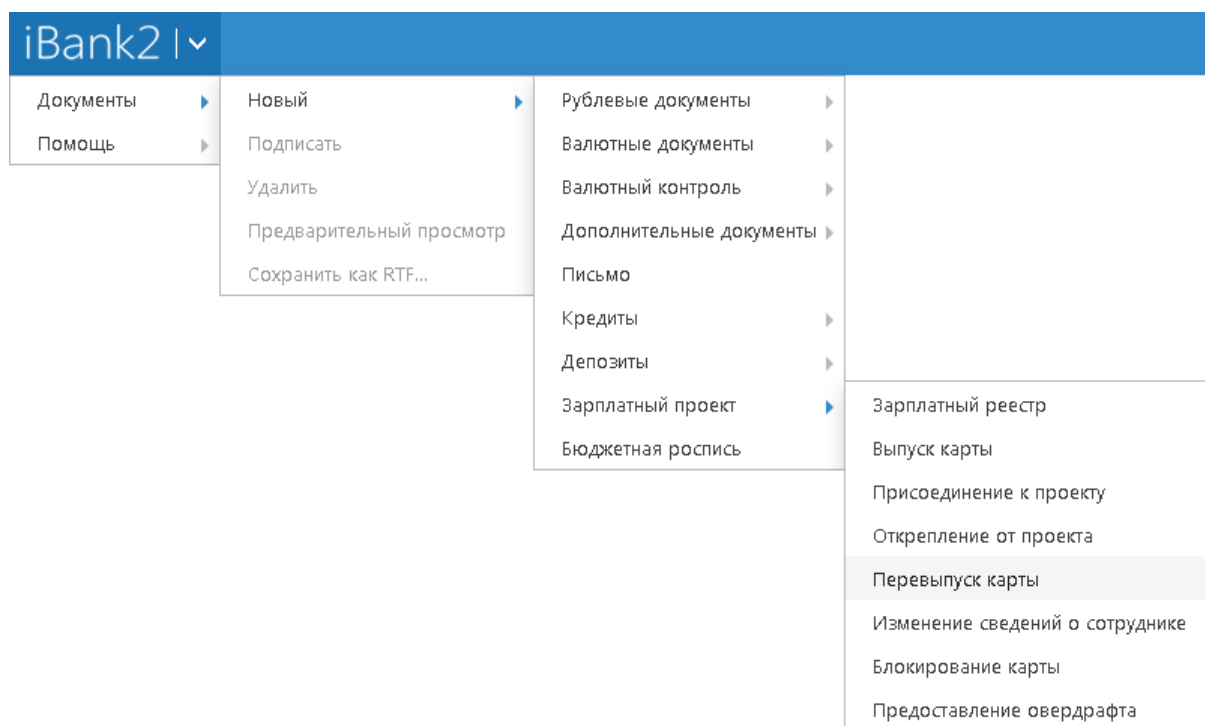 iBank2
Документы
Помощь
Новый
Подписать
Удалить
Предварительный просмотр
Сохранить как RTF...
Рублевые документы
Валютные документы
Валютный контроль
Дополнительные документы
Письмо
Кредиты
Депозиты
Зарплатный проект
Бюджетная роспись
Зарплатный реестр
Выпуск карты
Присоединение к проекту
Открепление от проекта
Перевыпуск карты
Изменение сведений о сотруднике
Блокирование карты
Предоставление овердрафта